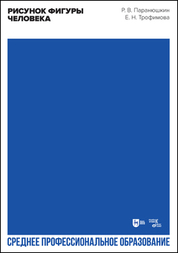 РИСУНОК ФИГУРЫ
ЧЕЛОВЕКА
Р. В. Паранюшкин
Е. Н. Трофимова
СРЕДНЕЕ ПРОФЕССИОНАЛЬНОЕ ОБРАЗОВАНИЕ